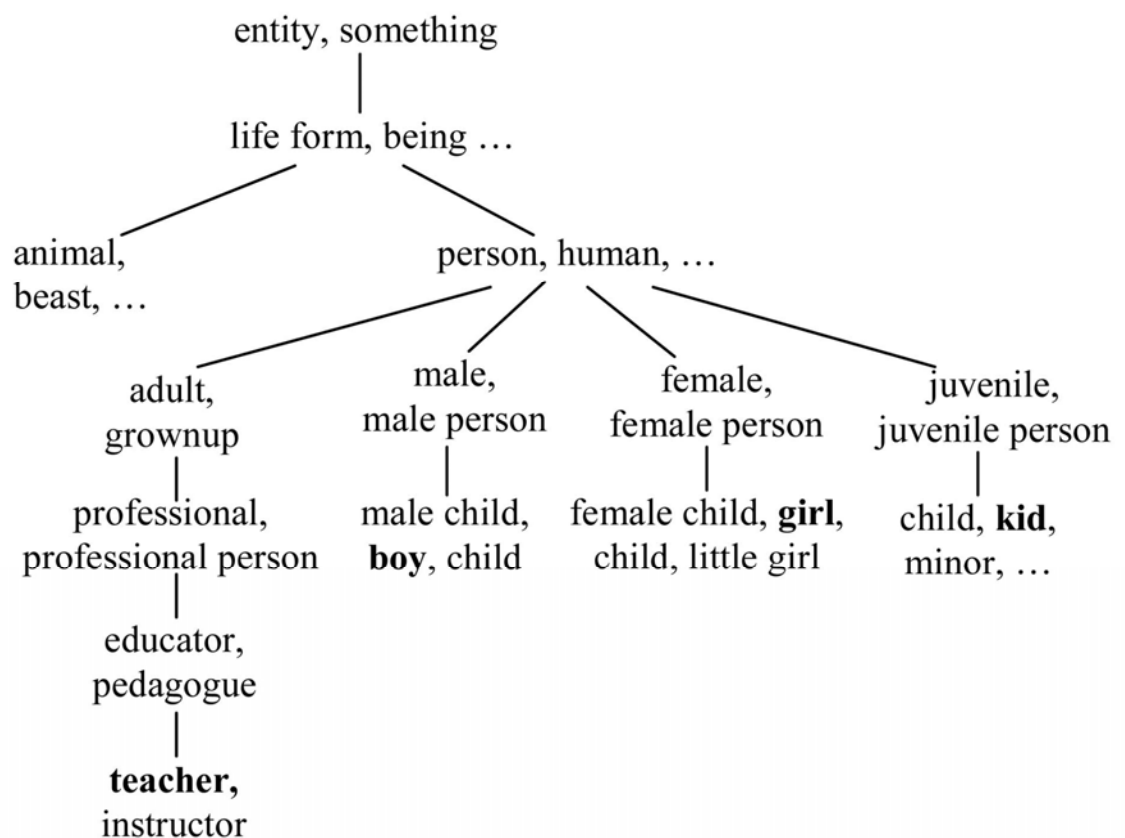 entity, something
life form, being …
animal,
beast, …
person, human, …
adult,
grownup
male,
male person
female,
female person
juvenile,
juvenile person
professional,
professional person
male child,
boy, child
female child, girl,
child, little girl
child, kid,
minor, …
educator,
pedagogue
teacher,
instructor